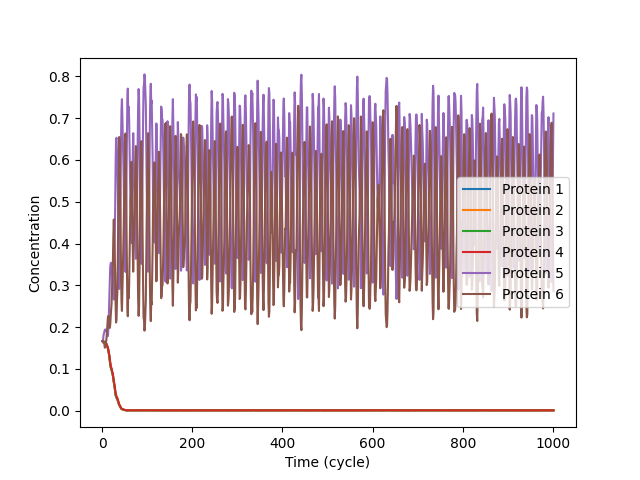 0.8
0.7
0.6
0.5
0.4
0.3
0.2
0.1
0.0
Concentration
0
200
400
600
800
1000
Time (cycle)
Protein 1
Protein 2
Protein 3
Protein 4
Protein 5
Protein 6